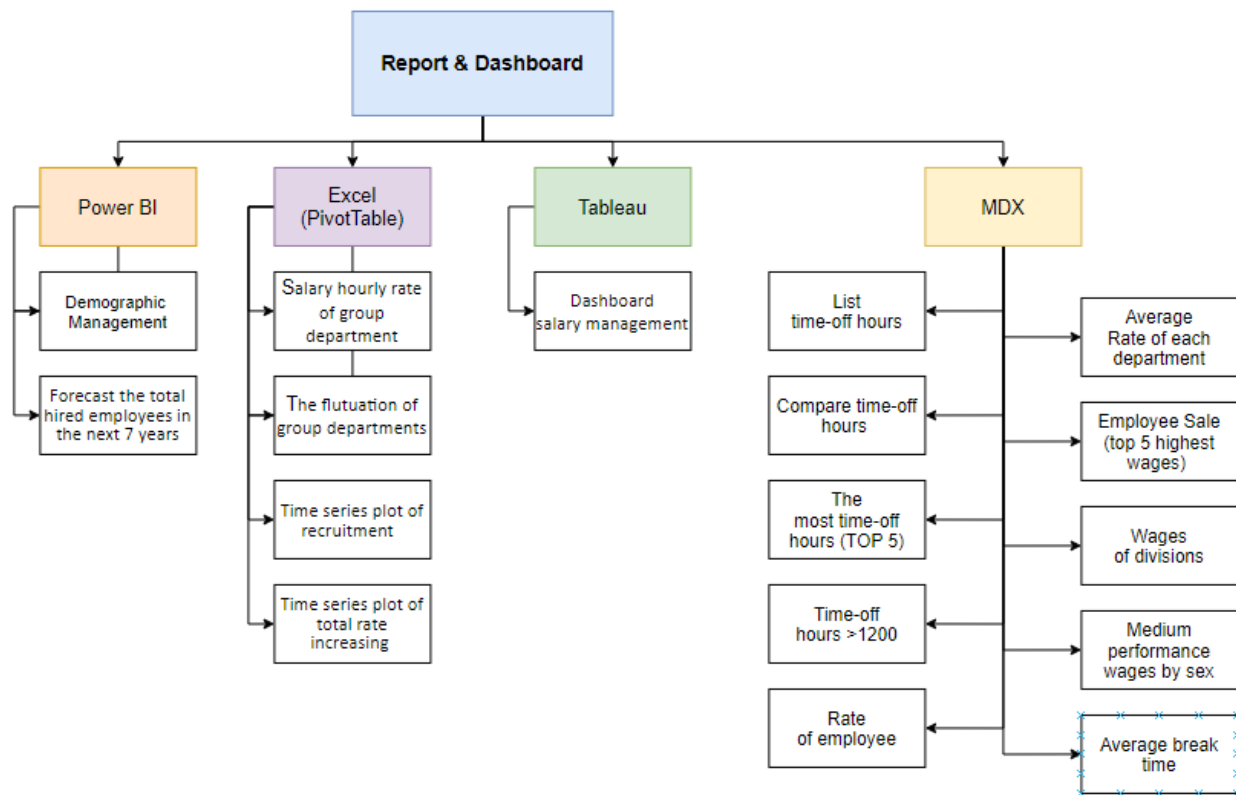 Report & Dashboard
Power BI
Excel
(PivotTable)
Tableau
MDX
Demographic
Management
Forecast the total
hired employees in
the next 7 years
Salary hourly rate
of group
department
The flutuation of
group departments
Time series plot of
recruitment
Time series plot of
total rate
increasing
Dashboard
salary management
List
time-off hours
Compare time-off
hours
The
most time-off
hours (TOP 5)
Time-off
hours >1200
Rate
of employee
Average
Rate of each
department
Employee Sale
(top 5 highest
wages)
Wages
of divisions
Medium
performance
wages by sex
Average break
time